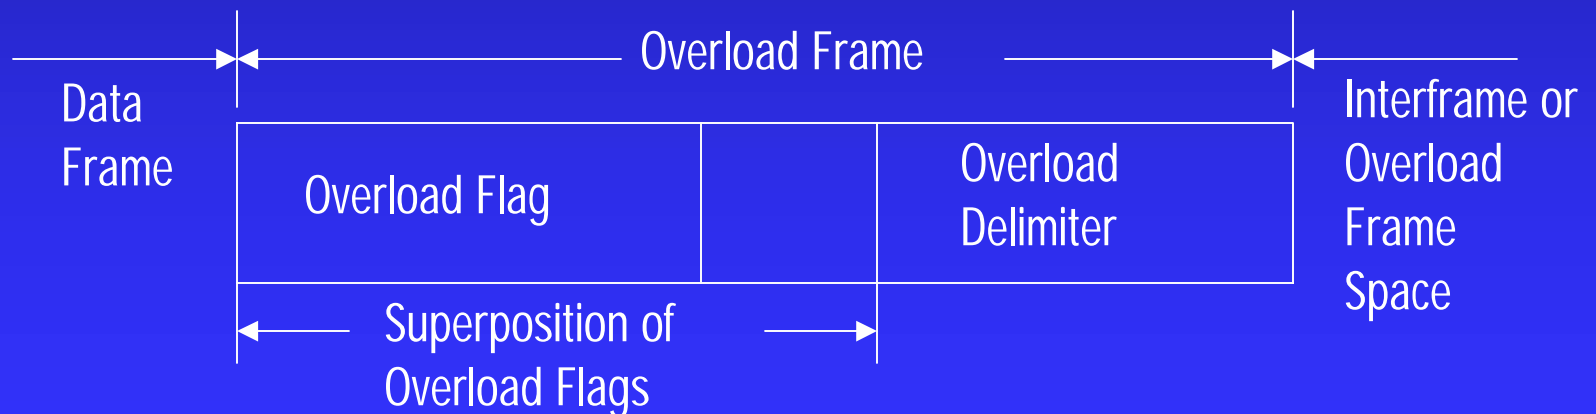 Overload Frame
Data
Frame
Interframe or
Overload
Frame
Space
Overload Flag
Overload
Delimiter
Superposition of
Overload Flags